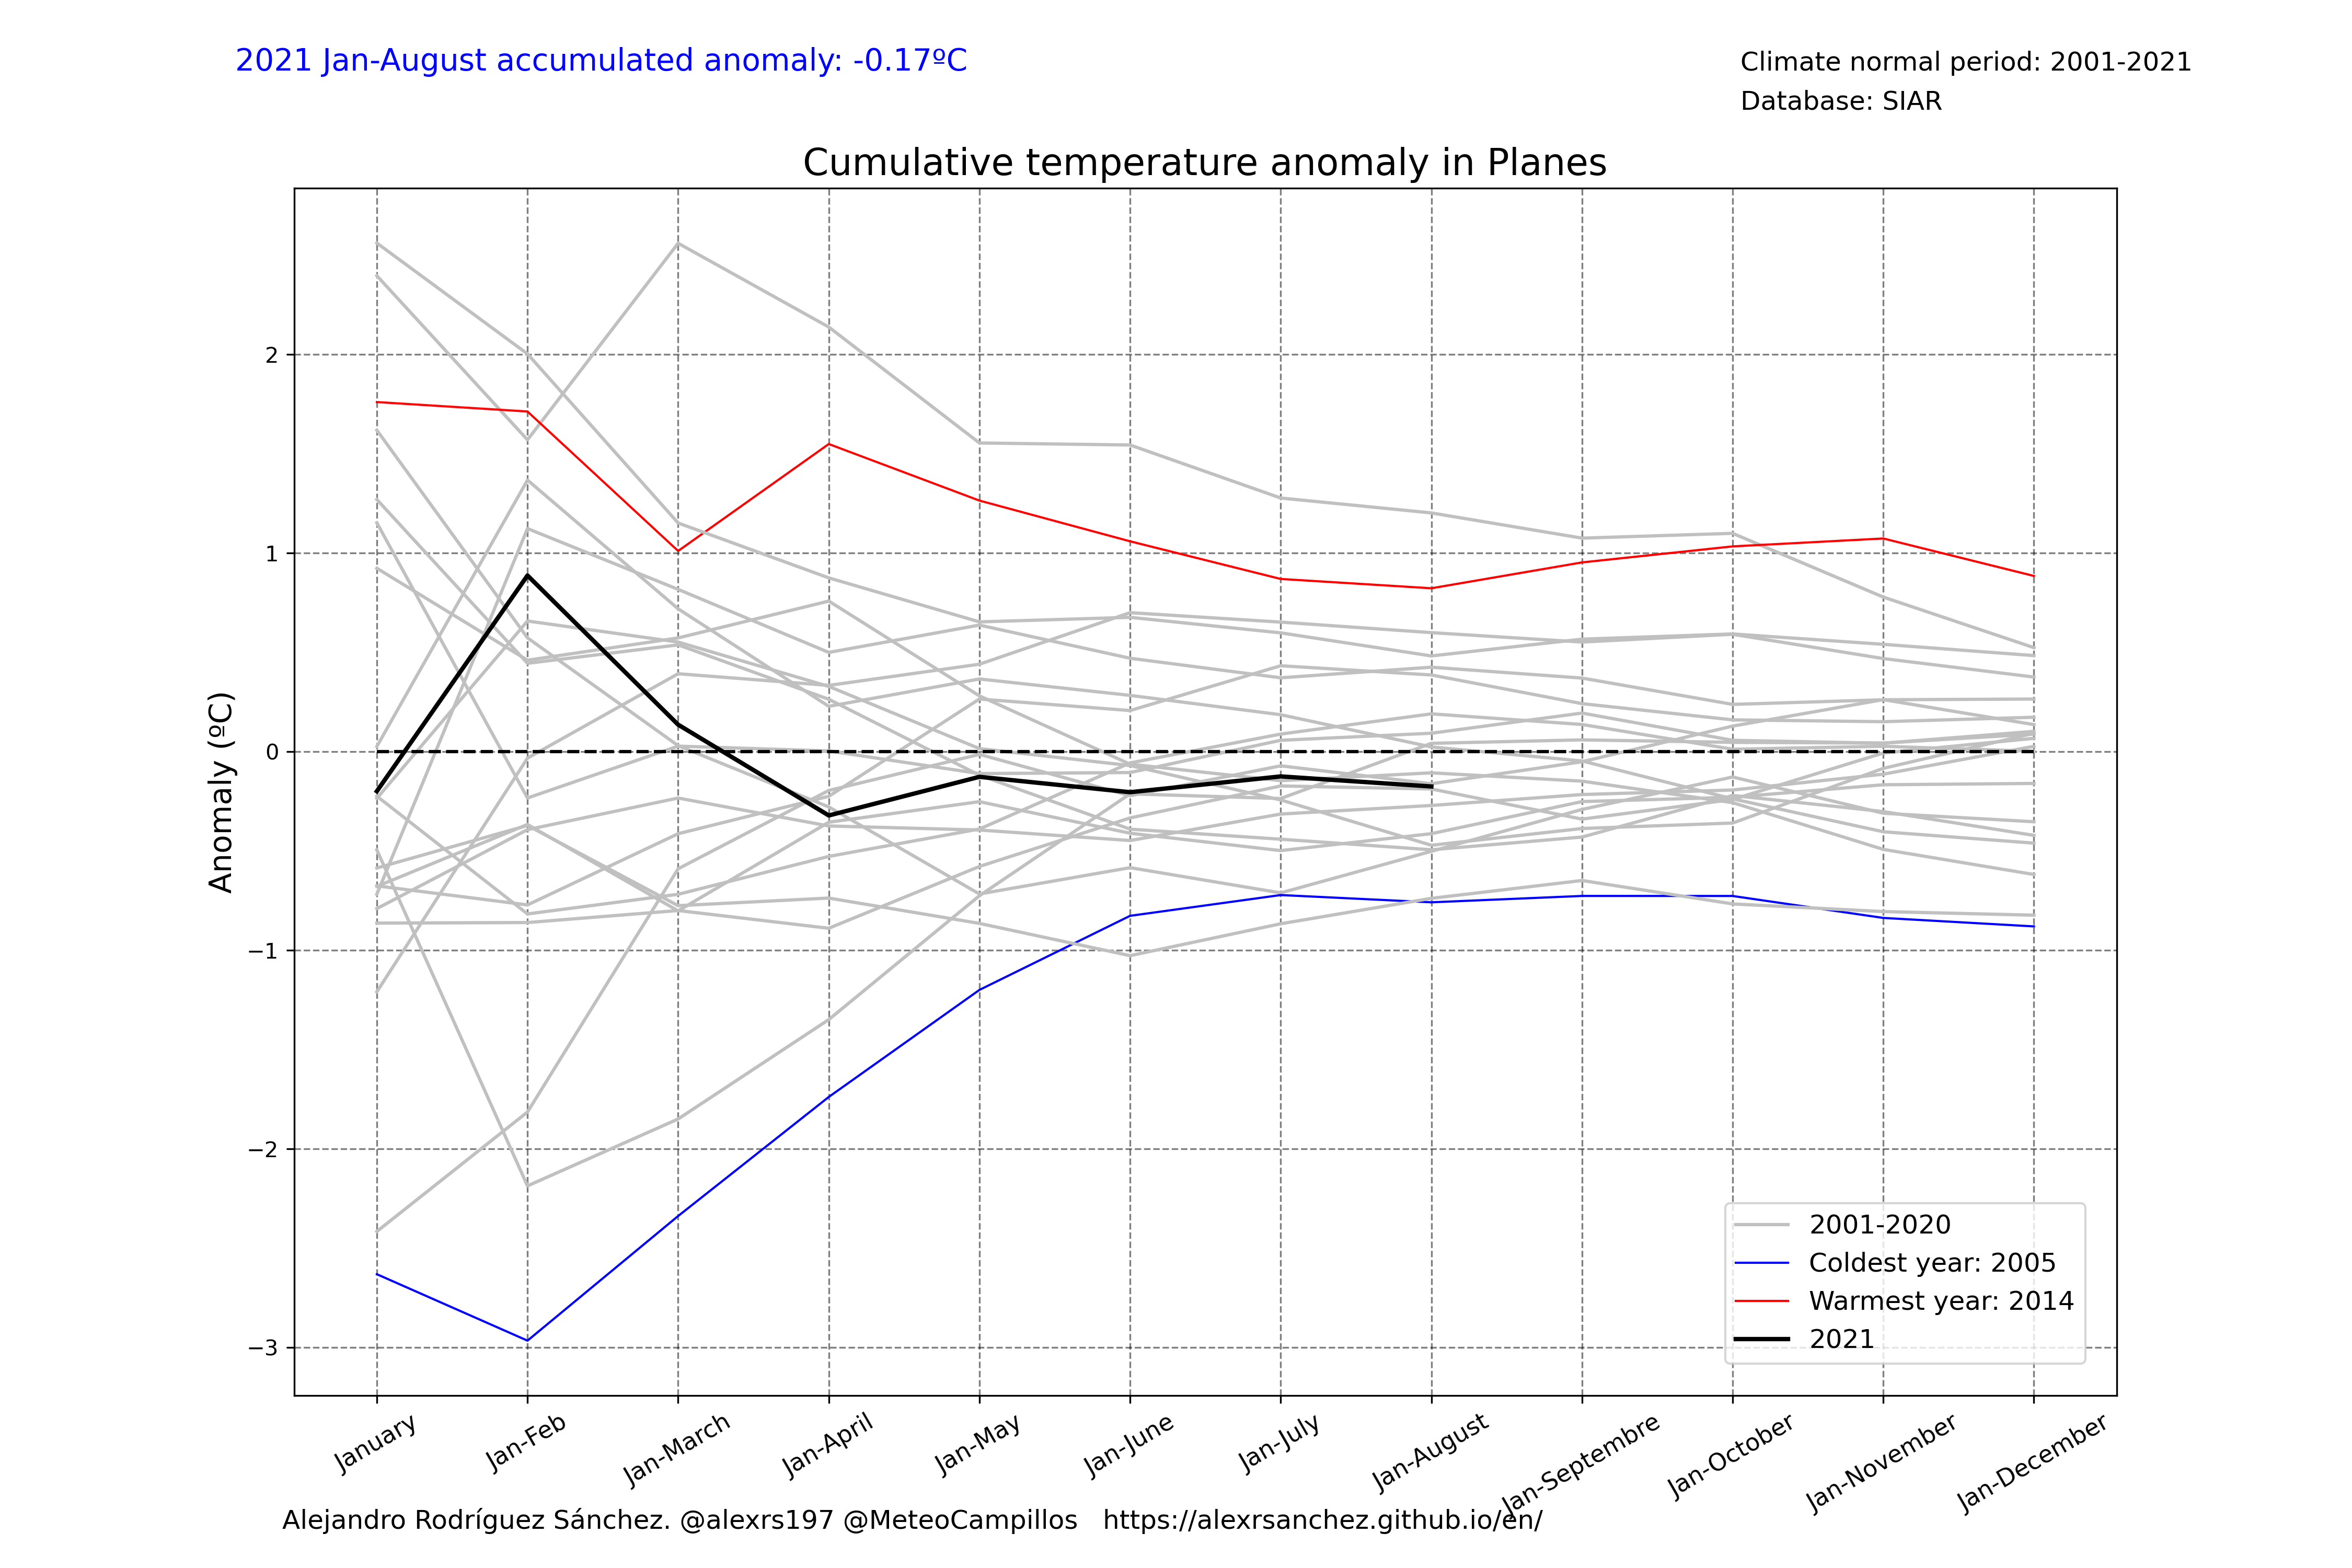 2021 Jan-August accumulated anomaly: -0.17ºC
Climate normal period: 2001-2021
Database: SIAR
Cumulative temperature anomaly in Planes
Anomaly (ºC)
2
1
0
−1
−2
−3
2001-2020
Coldest year: 2005
Warmest year: 2014
2021
January
Jan-Feb
Jan-March
Jan-April
Jan-May
Jan-June
Jan-July
Jan-August
Jan-Septembre
Jan-October
Jan-November
Jan-December
Alejandro Rodríguez Sánchez. @alexrs197 @MeteoCampillos https://alexrsanchez.github.io/en/